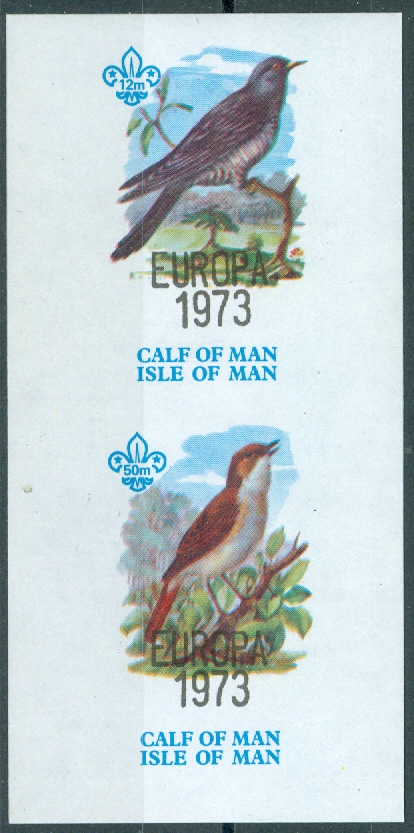 12m
EUROPA
1973
CALF OF MAN
ISLE OF MAN
50m
EUROPA
1973
CALF OF MAN
ISLE OF MAN